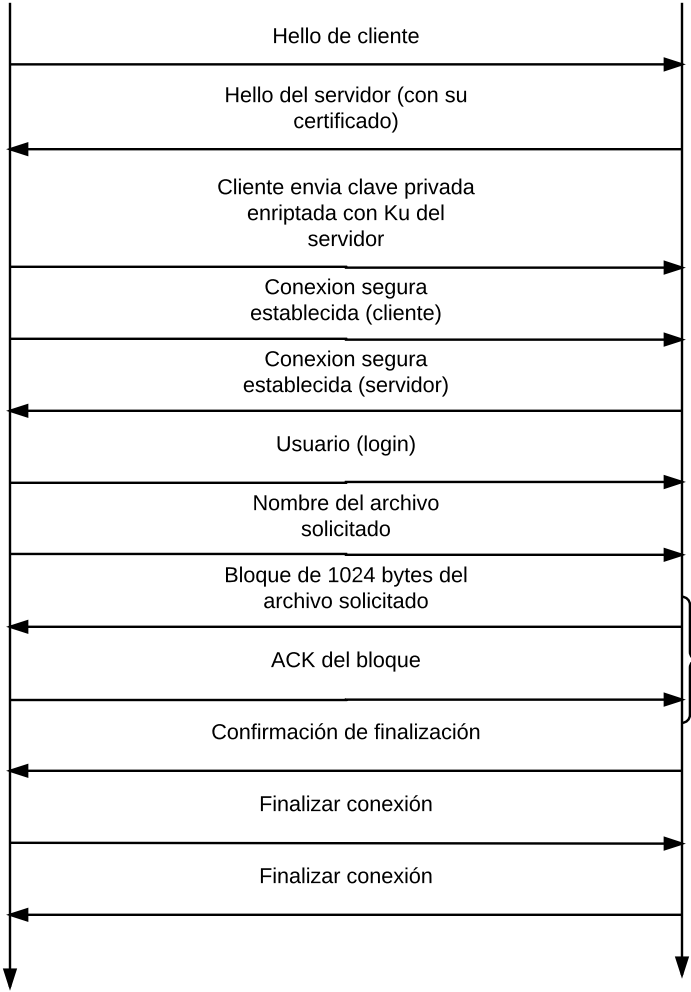 Hello de cliente
Hello del servidor (con su
certificado)
Cliente envia clave privada
enriptada con Ku del
servidor
Conexion segura
establecida (cliente)
Conexion segura
establecida (servidor)
Usuario (login)
Nombre del archivo
solicitado
Bloque de 1024 bytes del
archivo solicitado
ACK del bloque
Confirmación de finalización
Finalizar conexión
Finalizar conexión